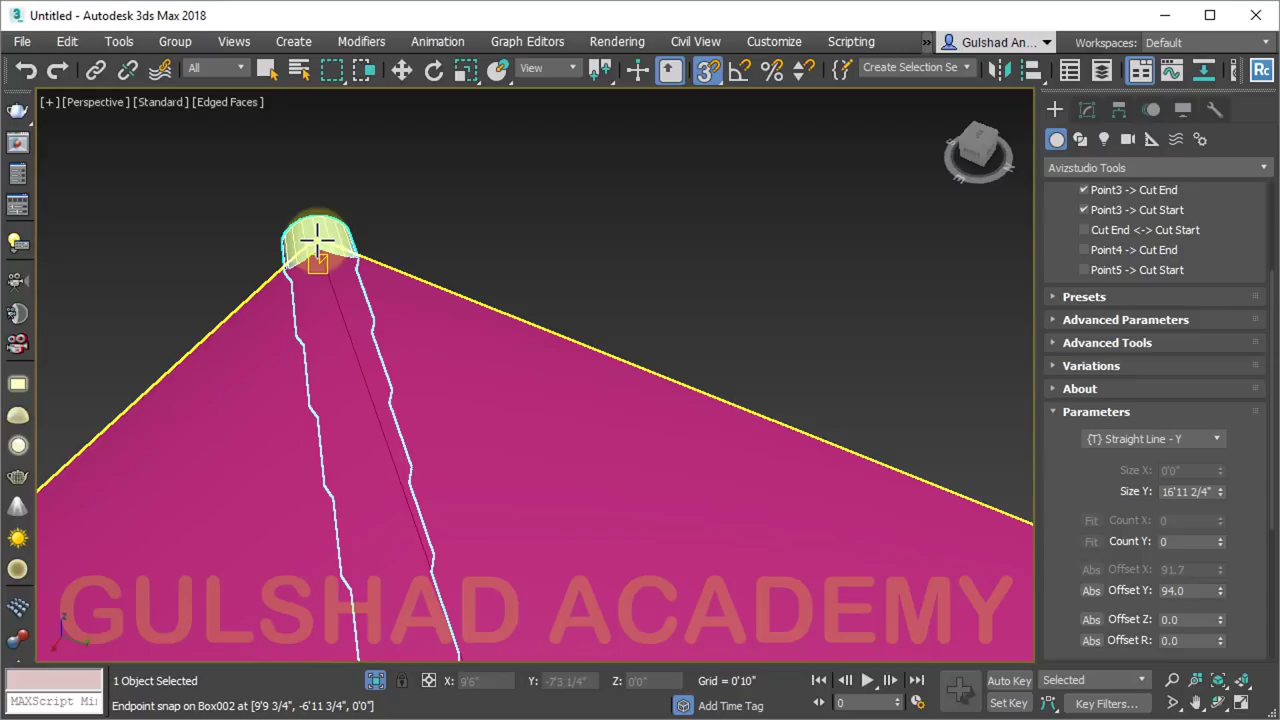 Untitled - Autodesk 3ds Max 2018
File Edit Tools Group Views Create Modifiers Animation Graph Editors Rendering Civil View Customize Scripting Gulshad An... Workspaces: Default
All View Create Selection Se Rc
[+] [Perspective ] [Standard ] [Edged Faces ]
Avizstudio Tools
Point3 -> Cut End
Point3 -> Cut Start
Cut End <-> Cut Start
Point4 -> Cut End
Point5 -> Cut Start
Presets
Advanced Parameters
Advanced Tools
Variations
About
Parameters
{T} Straight Line - Y
Size X: 0'0"
Size Y: 16'11 2/4"
Fit Count X: 0
Fit Count Y: 0
Abs Offset X: 91.7
Abs Offset Y: 94.0
Abs Offset Z: 0.0
Abs Offset R: 0.0
GULSHAD ACADEMY
1 Object Selected X: 9'6" Y: -7'3 1/4" Z: 0'0" Grid = 0'10" Auto Key Selected
MAXScript Mi
Endpoint snap on Box002 at [9'9 3/4", -6'11 3/4", 0'0"] Add Time Tag 0 Set Key Key Filters...